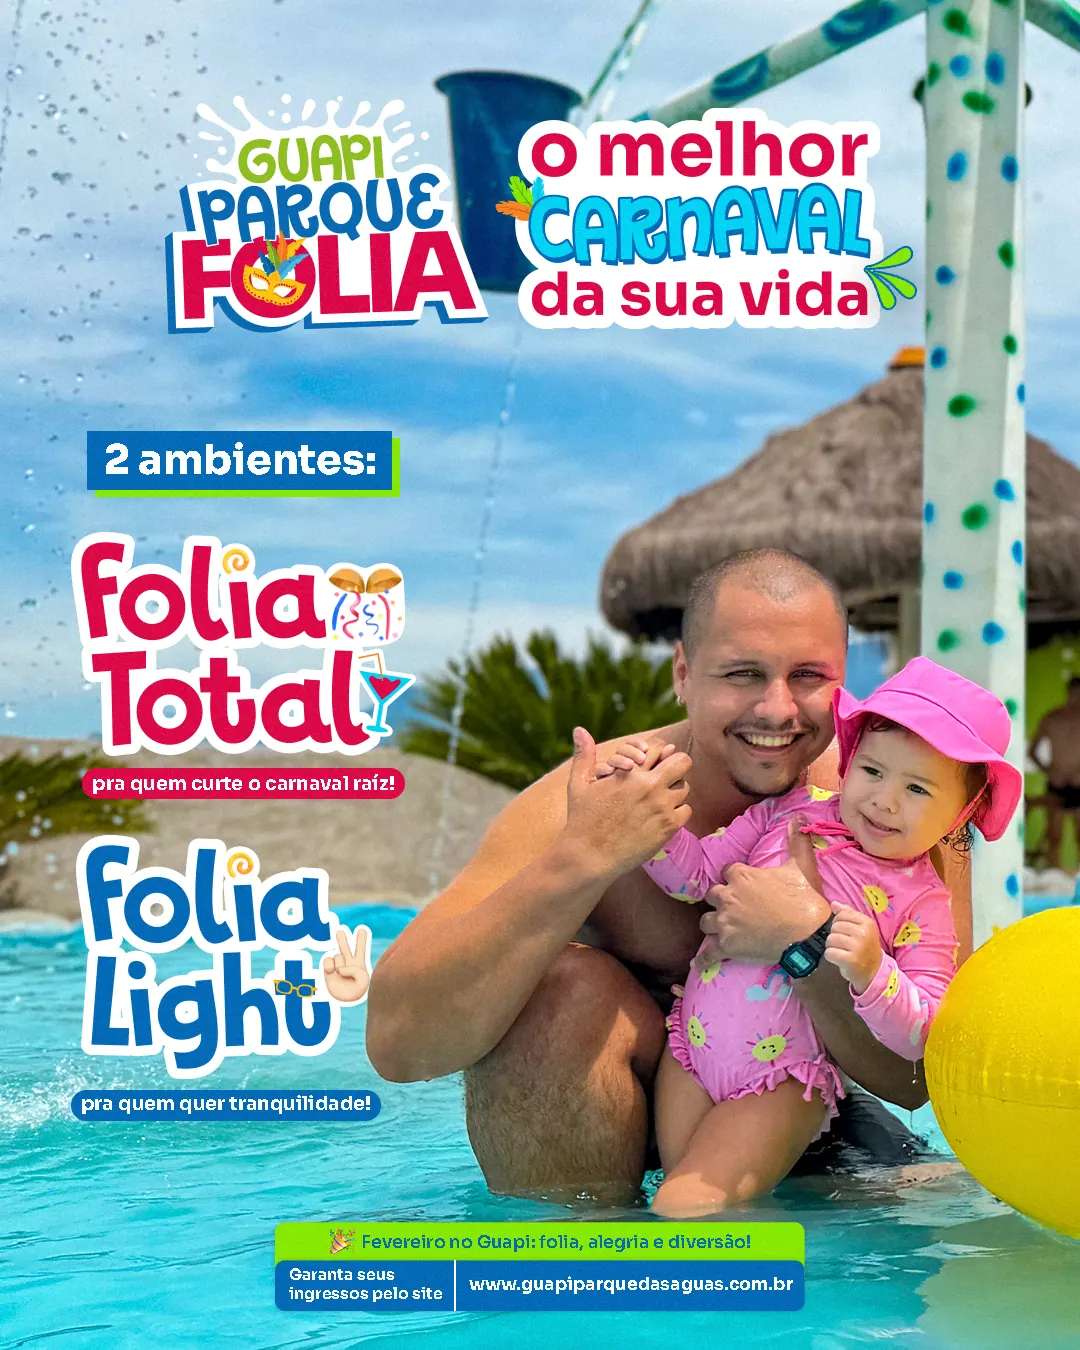 GUAPI
PARQUE
FOLIA
o melhor
CARNAVAL
da sua vida
2 ambientes:
Folia
Total
pra quem curte o carnaval raíz!
Folia
Light
pra quem quer tranquilidade!
Fevereiro no Guapi: folia, alegria e diversão!
Garanta seus
ingressos pelo site
www.guapiparquedasaguas.com.br